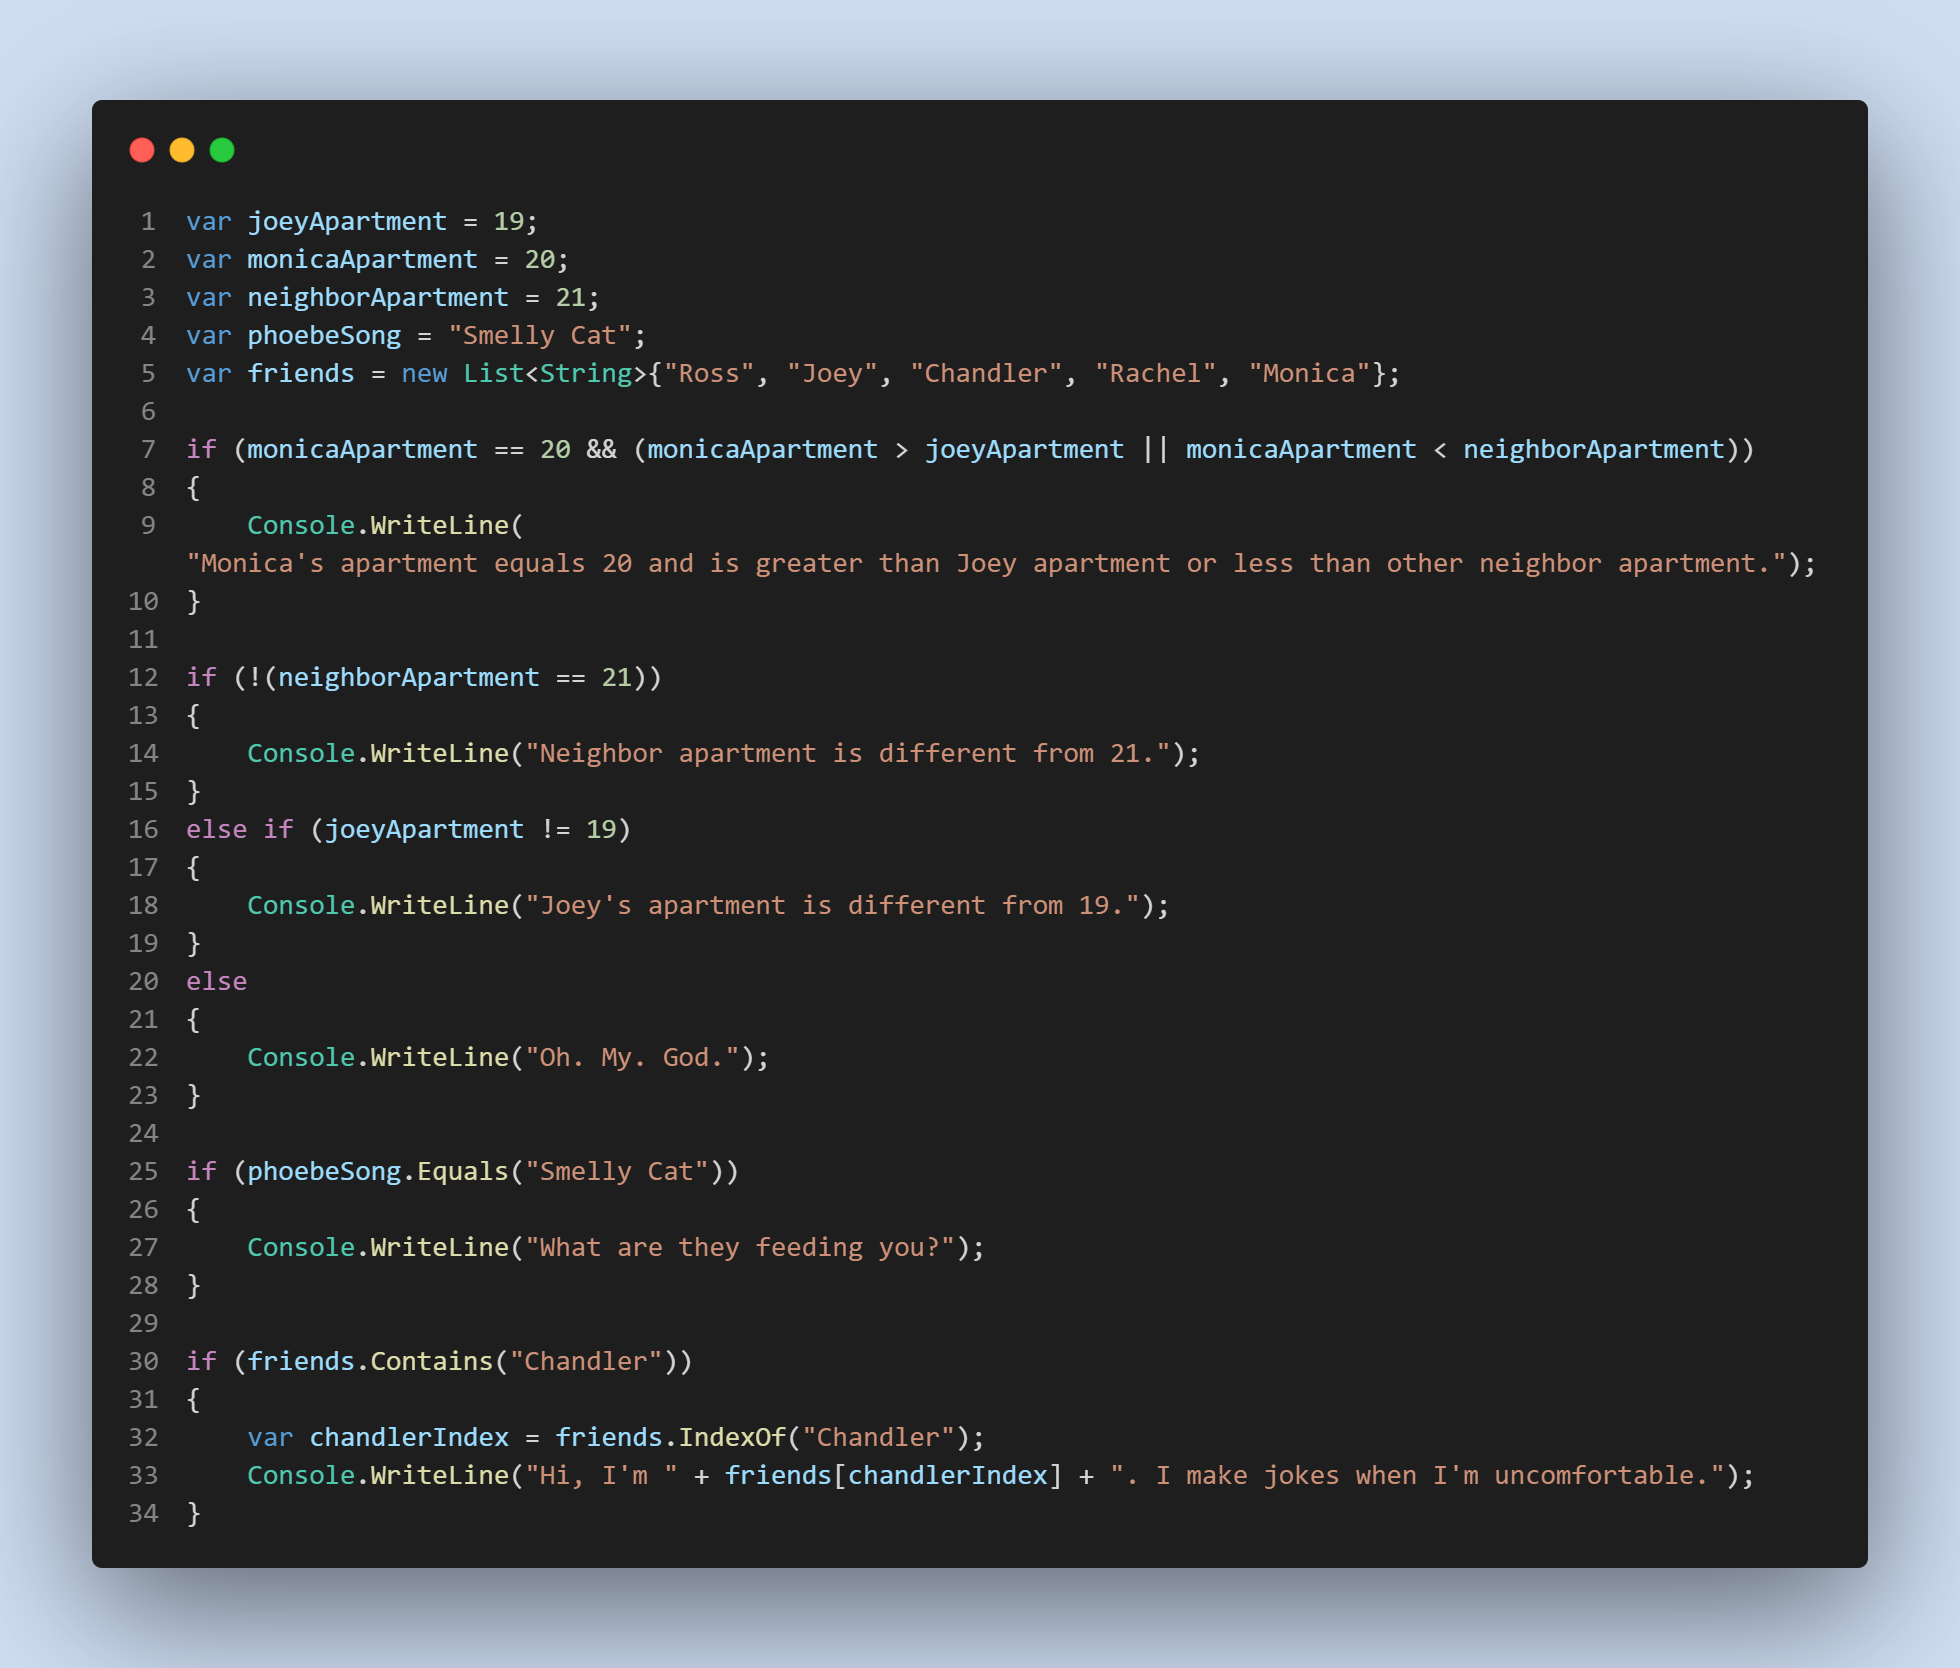 1 var joeyApartment = 19;
2 var monicaApartment = 20;
3 var neighborApartment = 21;
4 var phoebeSong = "Smelly Cat";
5 var friends = new List<String>{"Ross", "Joey", "Chandler", "Rachel", "Monica"};
6
7 if (monicaApartment == 20 && (monicaApartment > joeyApartment || monicaApartment < neighborApartment))
8 {
9     Console.WriteLine(
"Monica's apartment equals 20 and is greater than Joey apartment or less than other neighbor apartment.");
10 }
11
12 if (!(neighborApartment == 21))
13 {
14     Console.WriteLine("Neighbor apartment is different from 21.");
15 }
16 else if (joeyApartment != 19)
17 {
18     Console.WriteLine("Joey's apartment is different from 19.");
19 }
20 else
21 {
22     Console.WriteLine("Oh. My. God.");
23 }
24
25 if (phoebeSong.Equals("Smelly Cat"))
26 {
27     Console.WriteLine("What are they feeding you?");
28 }
29
30 if (friends.Contains("Chandler"))
31 {
32     var chandlerIndex = friends.IndexOf("Chandler");
33     Console.WriteLine("Hi, I'm " + friends[chandlerIndex] + ". I make jokes when I'm uncomfortable.");
34 }